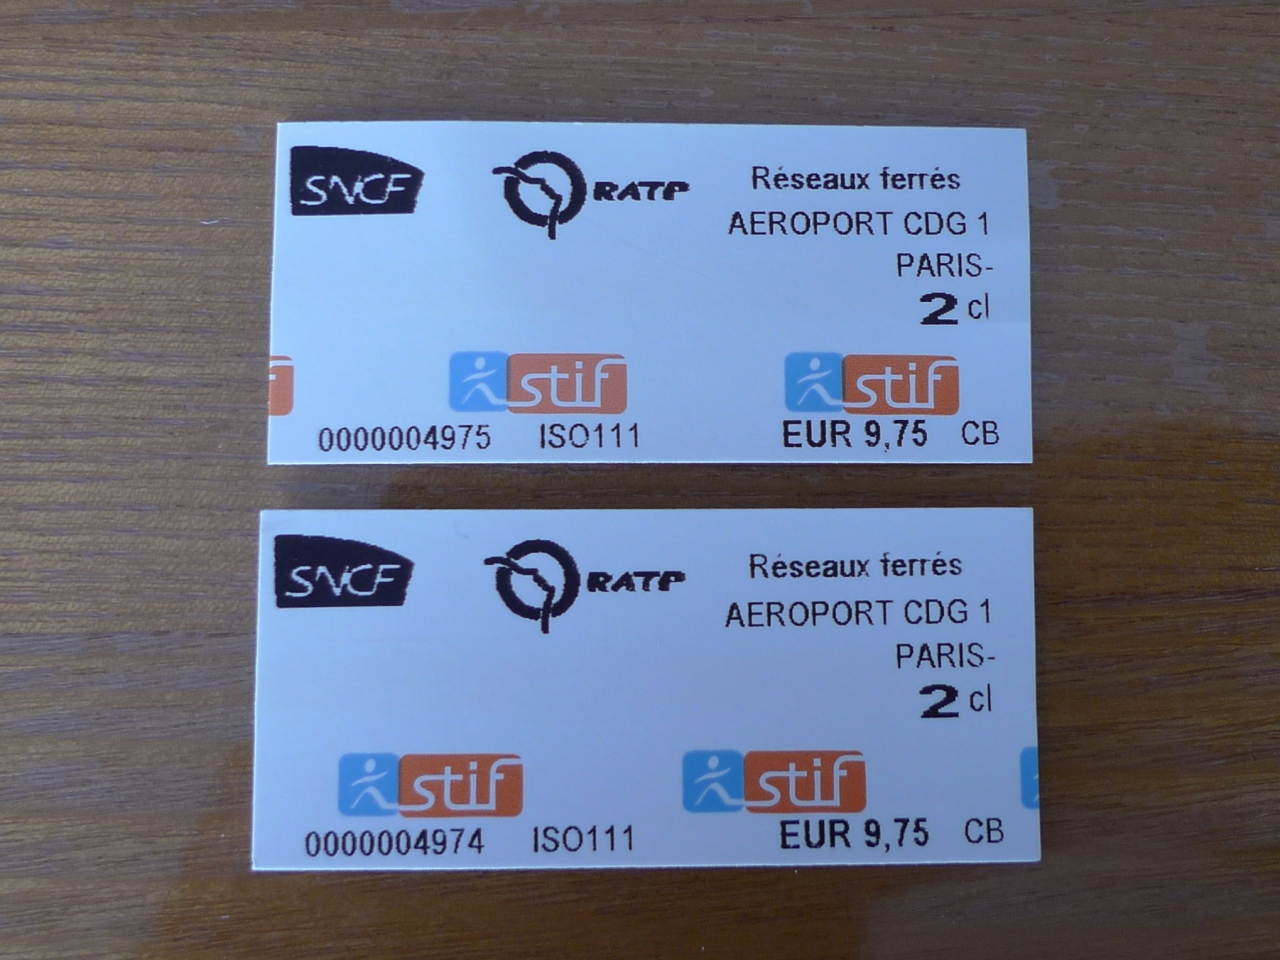 SNCF RATP Réseaux ferrés
AEROPORT CDG 1
PARIS-
2 cl
stif stif
0000004975 ISO111 EUR 9,75 CB
SNCF RATP Réseaux ferrés
AEROPORT CDG 1
PARIS-
2 cl
stif stif
0000004974 ISO111 EUR 9,75 CB